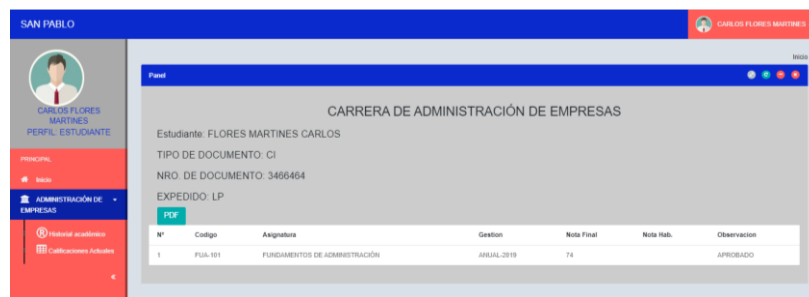 SAN PABLO
CARLOS FLORES MARTINES
Inicio
CARLOS FLORES
MARTINES
PERFIL: ESTUDIANTE
PRINCIPAL
Inicio
ADMINISTRACIÓN DE
EMPRESAS
Historial académico
Calificaciones Actuales
Panel
CARRERA DE ADMINISTRACIÓN DE EMPRESAS
Estudiante: FLORES MARTINES CARLOS
TIPO DE DOCUMENTO: CI
NRO. DE DOCUMENTO: 3466464
EXPEDIDO: LP
PDF
Nº Codigo Asignatura Gestion Nota Final Nota Hab. Observacion
1 FUA-101 FUNDAMENTOS DE ADMINISTRACIÓN ANUAL-2019 74 APROBADO